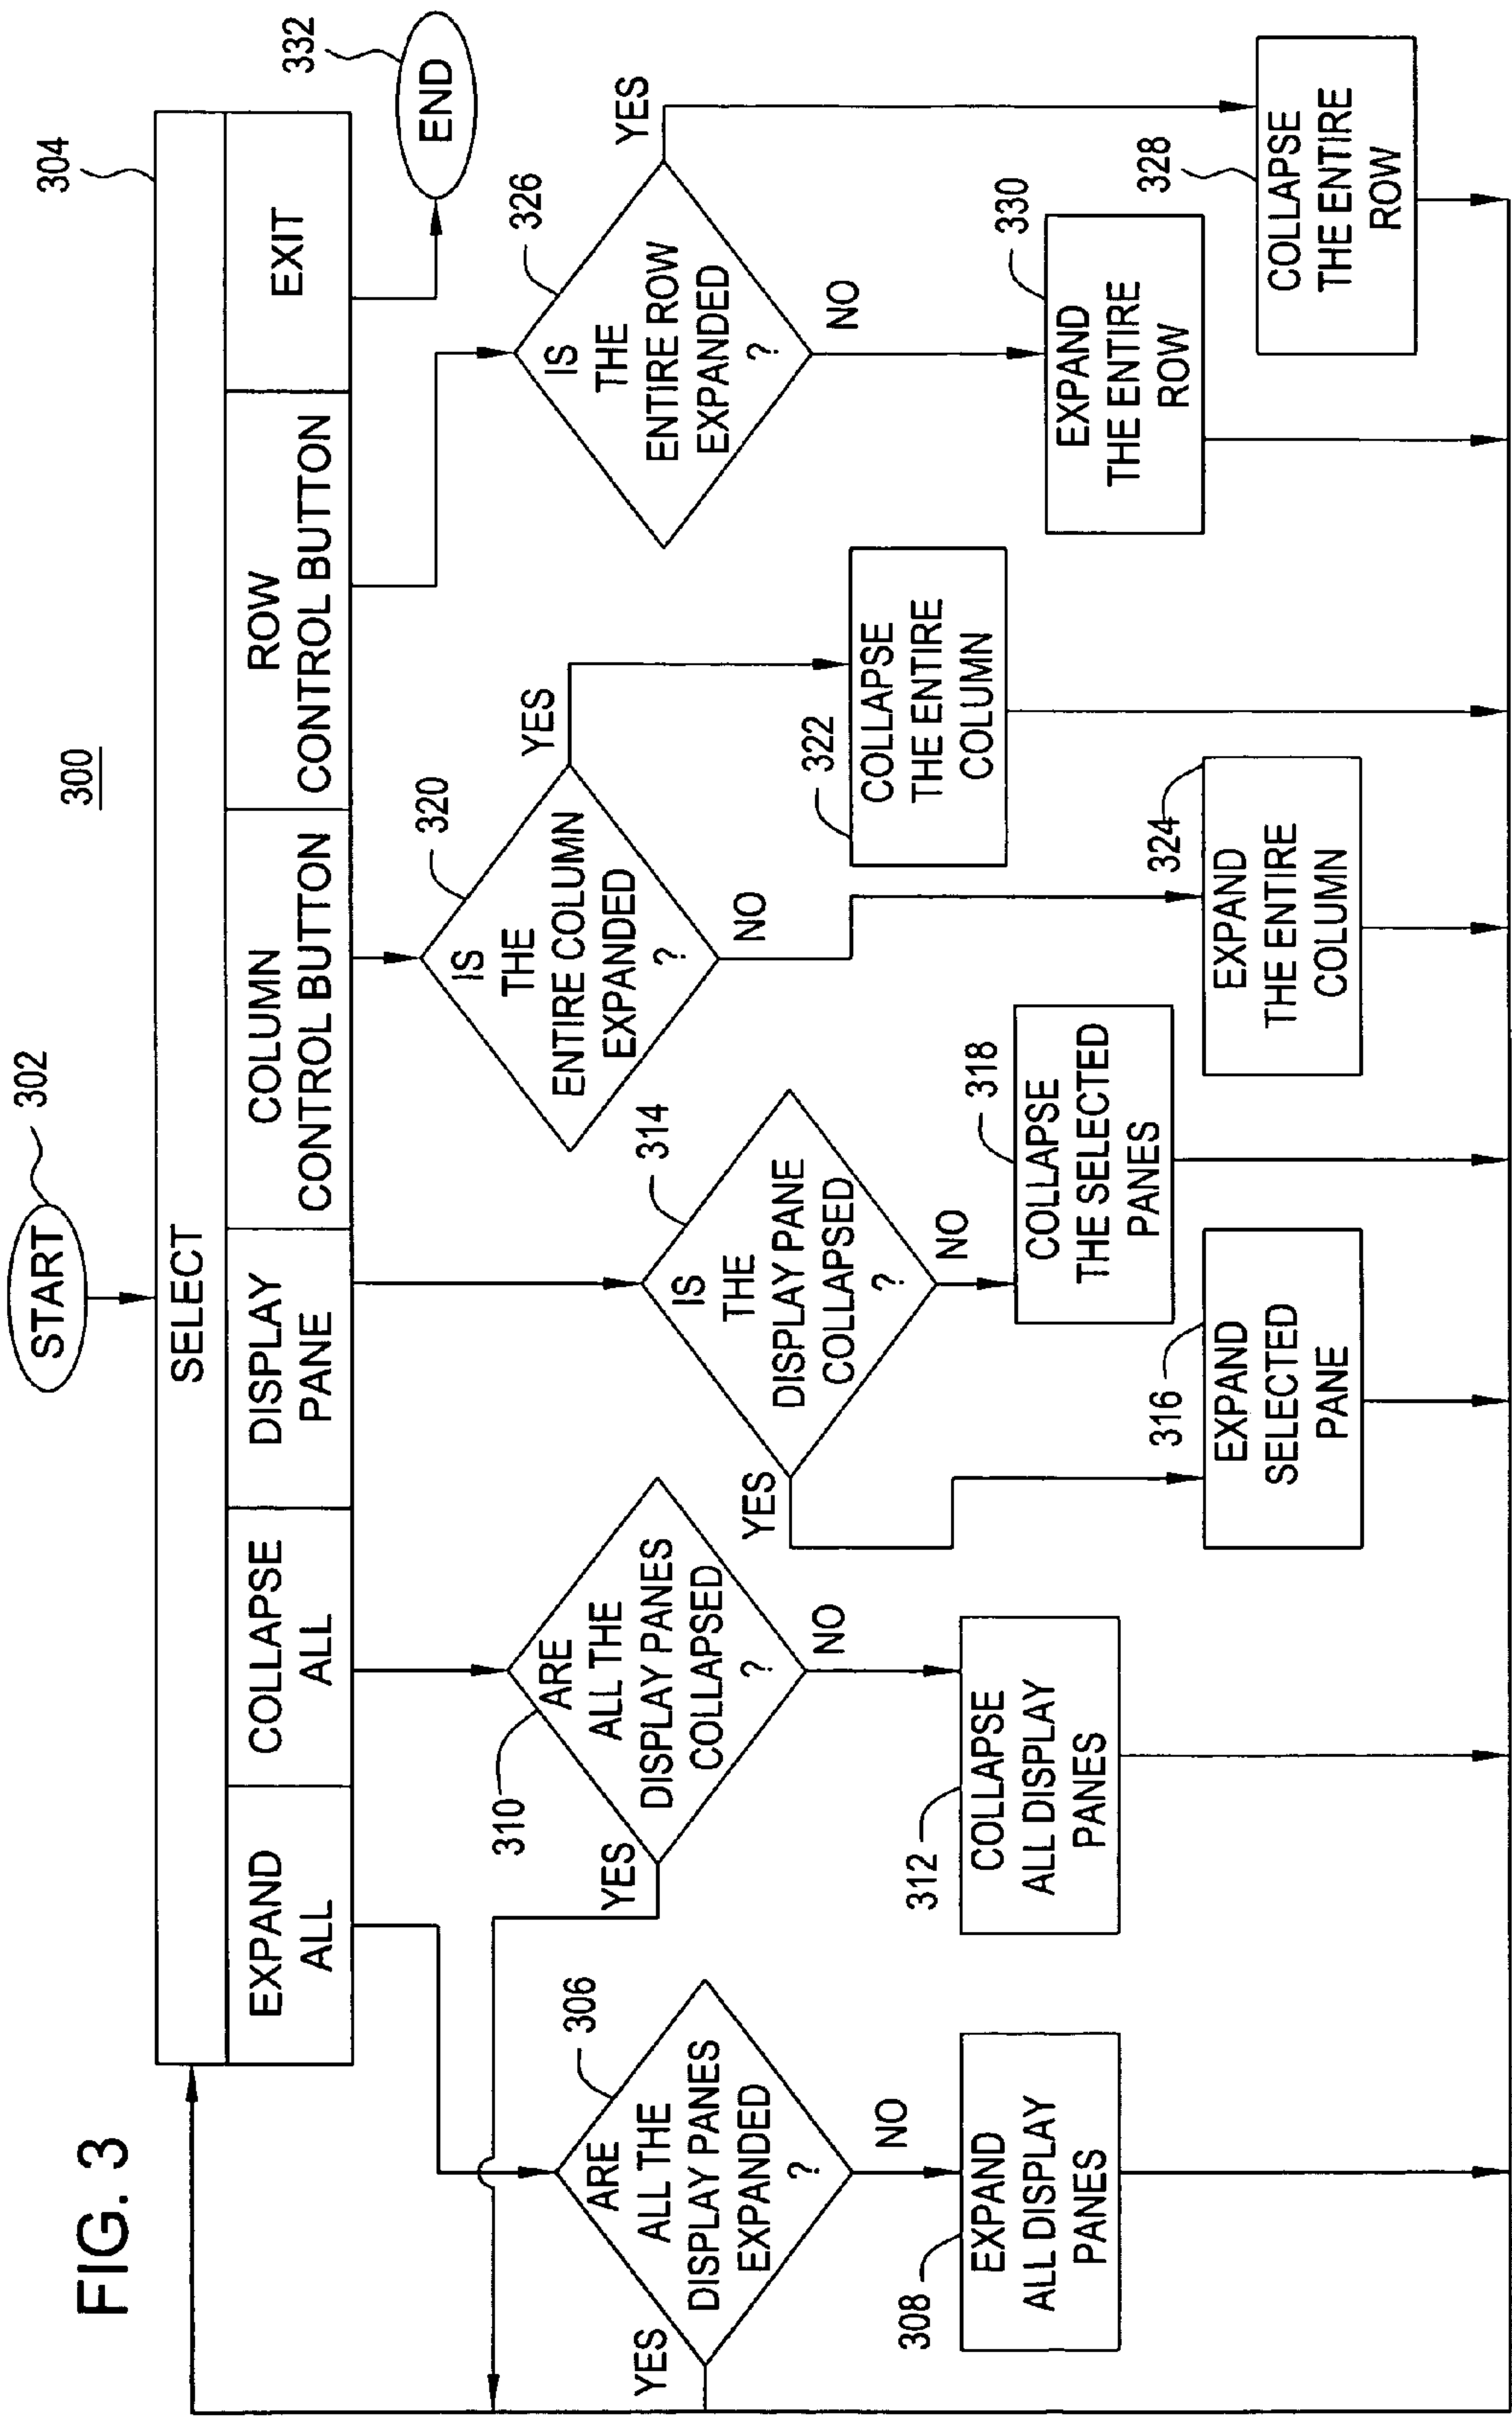 FIG. 3
300
START
302
304
SELECT
EXPAND
ALL
COLLAPSE
ALL
DISPLAY
PANE
COLUMN
CONTROL BUTTON
ROW
CONTROL BUTTON
EXIT
END
332
306
ARE
ALL THE
DISPLAY PANES
EXPANDED
?
YES
NO
308
EXPAND
ALL DISPLAY
PANES
310
ARE
ALL THE
DISPLAY PANES
COLLAPSED
?
YES
NO
312
COLLAPSE
ALL DISPLAY
PANES
314
IS
THE
DISPLAY PANE
COLLAPSED
?
YES
NO
316
EXPAND
SELECTED
PANE
318
COLLAPSE
THE SELECTED
PANES
320
IS
THE
ENTIRE COLUMN
EXPANDED
?
YES
NO
322
COLLAPSE
THE ENTIRE
COLUMN
324
EXPAND
THE ENTIRE
COLUMN
326
IS
THE
ENTIRE ROW
EXPANDED
?
YES
NO
330
EXPAND
THE ENTIRE
ROW
328
COLLAPSE
THE ENTIRE
ROW